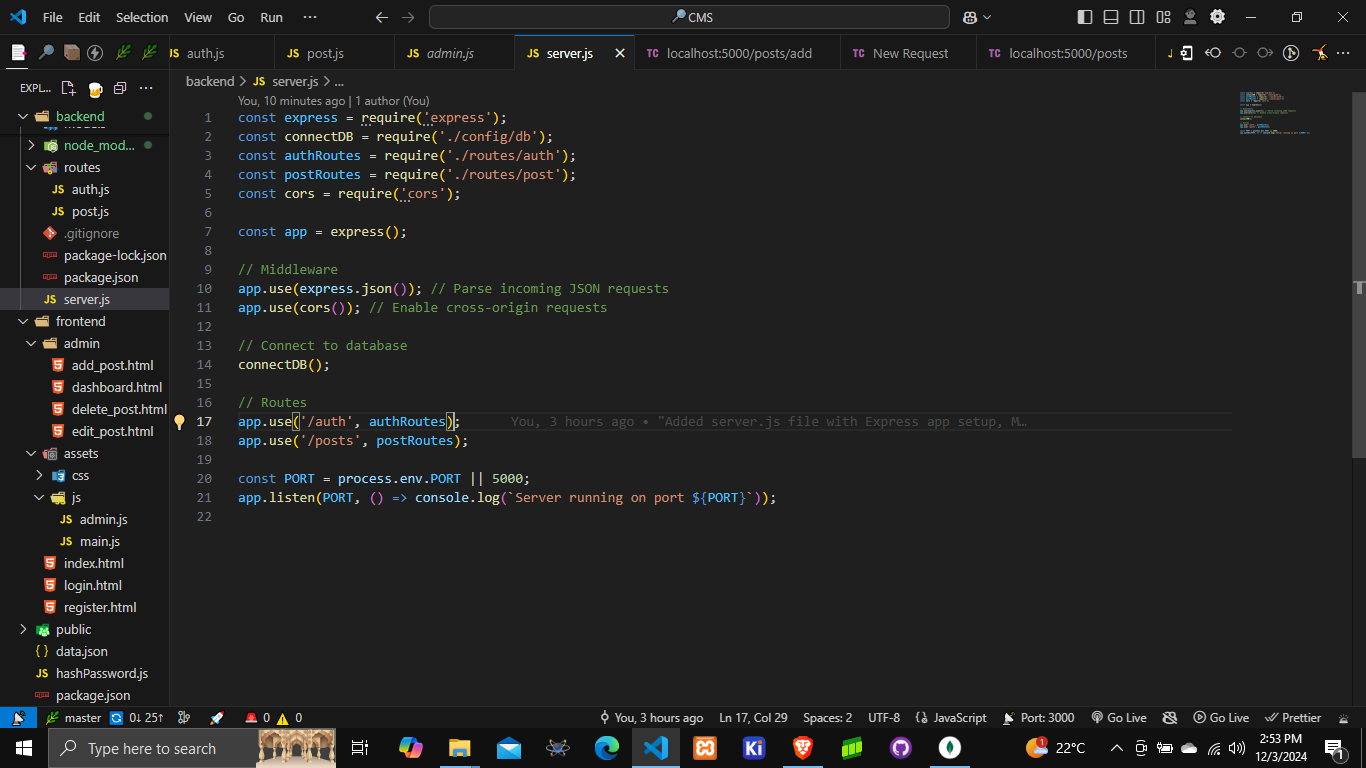 File Edit Selection View Go Run ··· CMS
JS auth.js JS post.js JS admin.js JS server.js TC localhost:5000/posts/add TC New Request TC localhost:5000/posts
EXPL...
backend > JS server.js > ...
You, 10 minutes ago | 1 author (You)
1 const express = require('express');
2 const connectDB = require('./config/db');
3 const authRoutes = require('./routes/auth');
4 const postRoutes = require('./routes/post');
5 const cors = require('cors');
6
7 const app = express();
8
9 // Middleware
10 app.use(express.json()); // Parse incoming JSON requests
11 app.use(cors()); // Enable cross-origin requests
12
13 // Connect to database
14 connectDB();
15
16 // Routes
17 app.use('/auth', authRoutes); You, 3 hours ago • "Added server.js file with Express app setup, M…
18 app.use('/posts', postRoutes);
19
20 const PORT = process.env.PORT || 5000;
21 app.listen(PORT, () => console.log(`Server running on port ${PORT}`));
22
backend
node_mod...
routes
JS auth.js
JS post.js
.gitignore
package-lock.json
package.json
JS server.js
frontend
admin
add_post.html
dashboard.html
delete_post.html
edit_post.html
assets
css
js
JS admin.js
JS main.js
index.html
login.html
register.html
public
{} data.json
JS hashPassword.js
package.json
master 0↓ 25↑ 0 0 You, 3 hours ago Ln 17, Col 29 Spaces: 2 UTF-8 {} JavaScript Port: 3000 Go Live Go Live Prettier
Type here to search Ki 1 22°C 2:53 PM
12/3/2024 1